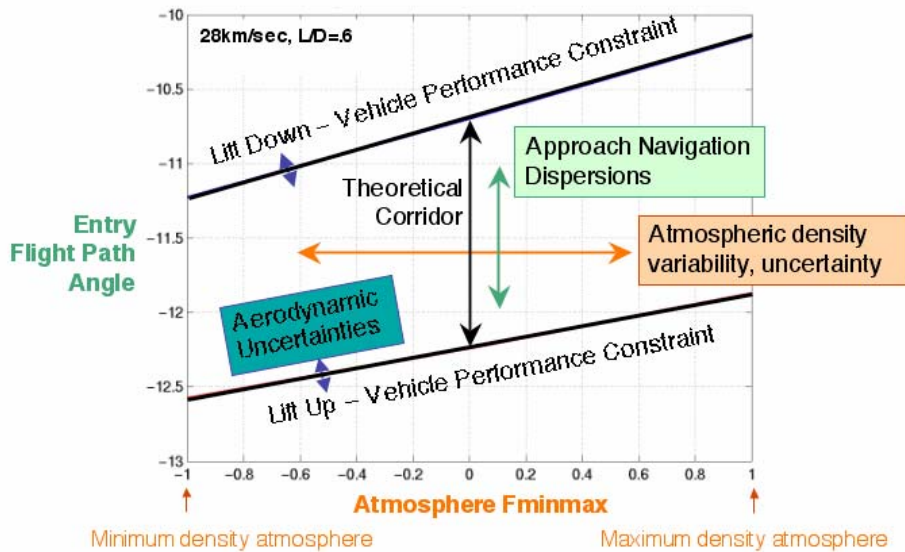 28km/sec, L/D=.6
-10
-10.5
-11
-11.5
-12
-12.5
-13
Entry
Flight Path
Angle
Lift Down – Vehicle Performance Constraint
Theoretical
Corridor
Approach Navigation
Dispersions
Atmospheric density
variability, uncertainty
Aerodynamic
Uncertainties
Lift Up – Vehicle Performance Constraint
-1 -0.8 -0.6 -0.4 -0.2 0 0.2 0.4 0.6 0.8 1
Atmosphere Fminmax
Minimum density atmosphere
Maximum density atmosphere